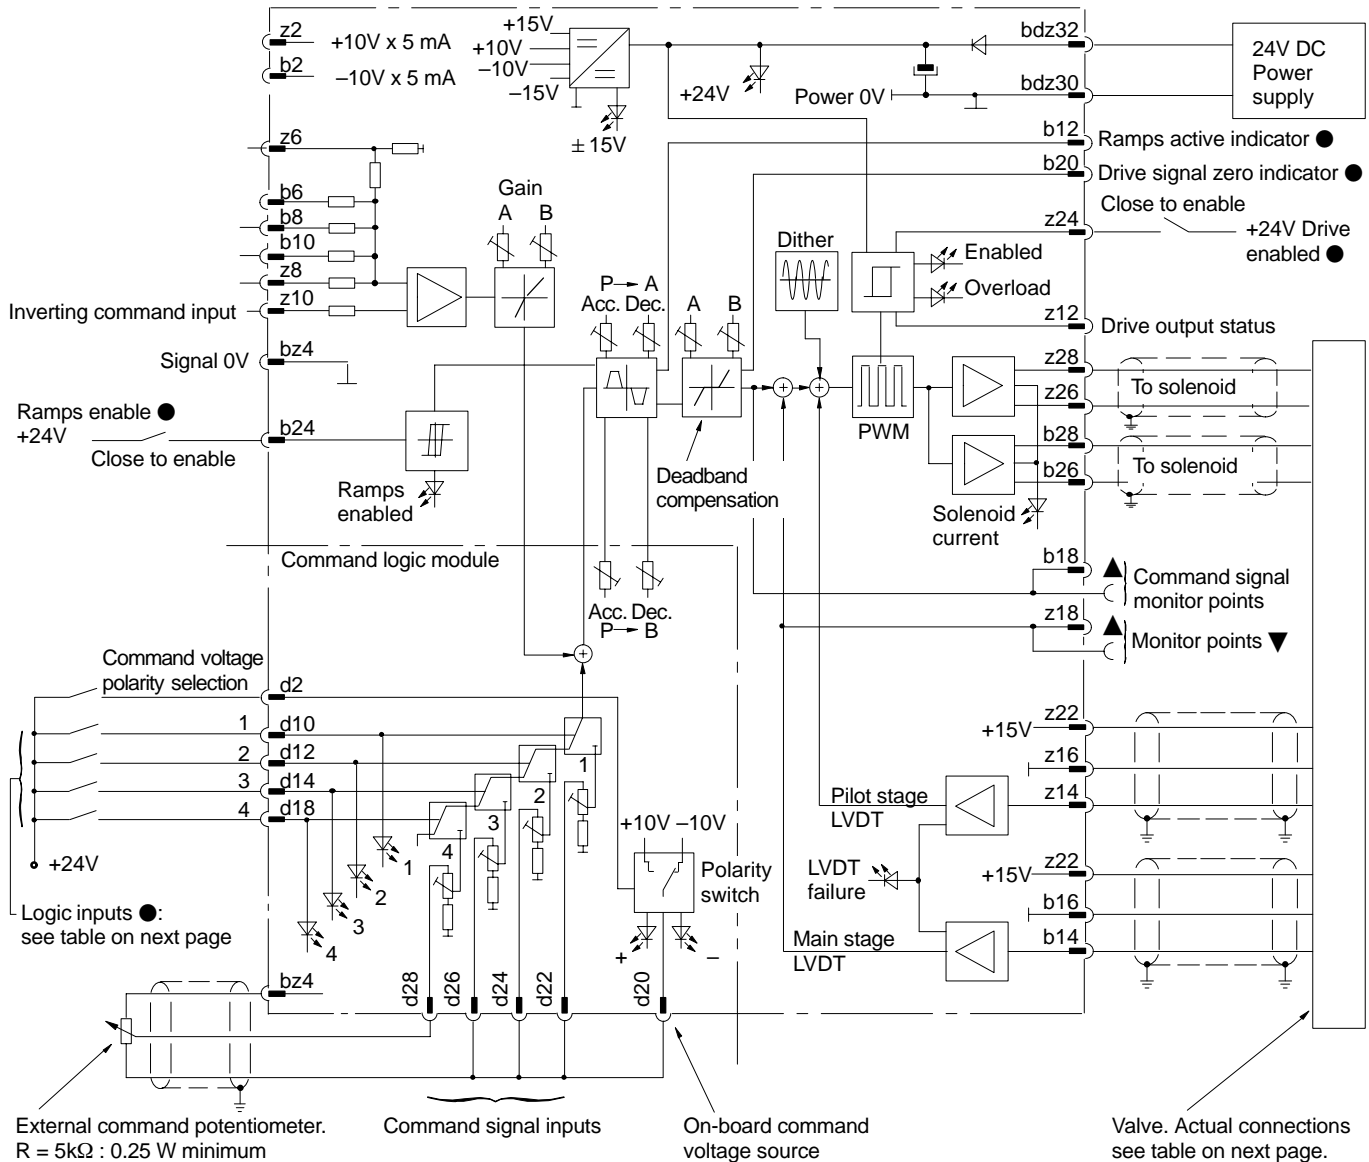 z2
+10V x 5 mA
b2
–10V x 5 mA
+15V
+10V
–10V
–15V
± 15V
+24V
Power 0V
bdz32
bdz30
24V DC
Power
supply
z6
b6
b8
b10
z8
z10
Inverting command input
Gain
A B
b12
Ramps active indicator ●
b20
Drive signal zero indicator ●
Close to enable
z24
+24V Drive
enabled ●
Dither
Enabled
Overload
z12
Drive output status
P → A
Acc. Dec.
A B
bz4
Signal 0V
Ramps enable ●
+24V
Close to enable
b24
Ramps
enabled
Deadband
compensation
PWM
z28
To solenoid
z26
b28
To solenoid
b26
Solenoid
current
Command logic module
Acc. Dec.
P → B
b18
▲
Command signal
monitor points
z18
▲
Monitor points ▼
Command voltage
polarity selection
d2
1 d10
2 d12
3 d14
4 d18
+24V
Logic inputs ●:
see table on next page
1
2
3
4
1
2
3
4
+10V –10V
Polarity
switch
+ –
z22
+15V
z16
z14
Pilot stage
LVDT
LVDT
failure
z22
+15V
b16
b14
Main stage
LVDT
bz4
d28
d26
d24
d22
d20
External command potentiometer.
R = 5kΩ : 0.25 W minimum
Command signal inputs
On-board command
voltage source
Valve. Actual connections
see table on next page.